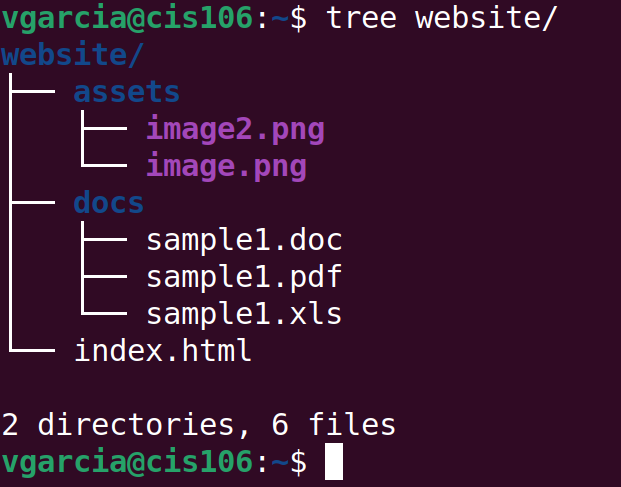 vgarcia@cis106:~$ tree website/
website/
├── assets
│   ├── image2.png
│   └── image.png
├── docs
│   ├── sample1.doc
│   ├── sample1.pdf
│   └── sample1.xls
└── index.html
2 directories, 6 files
vgarcia@cis106:~$